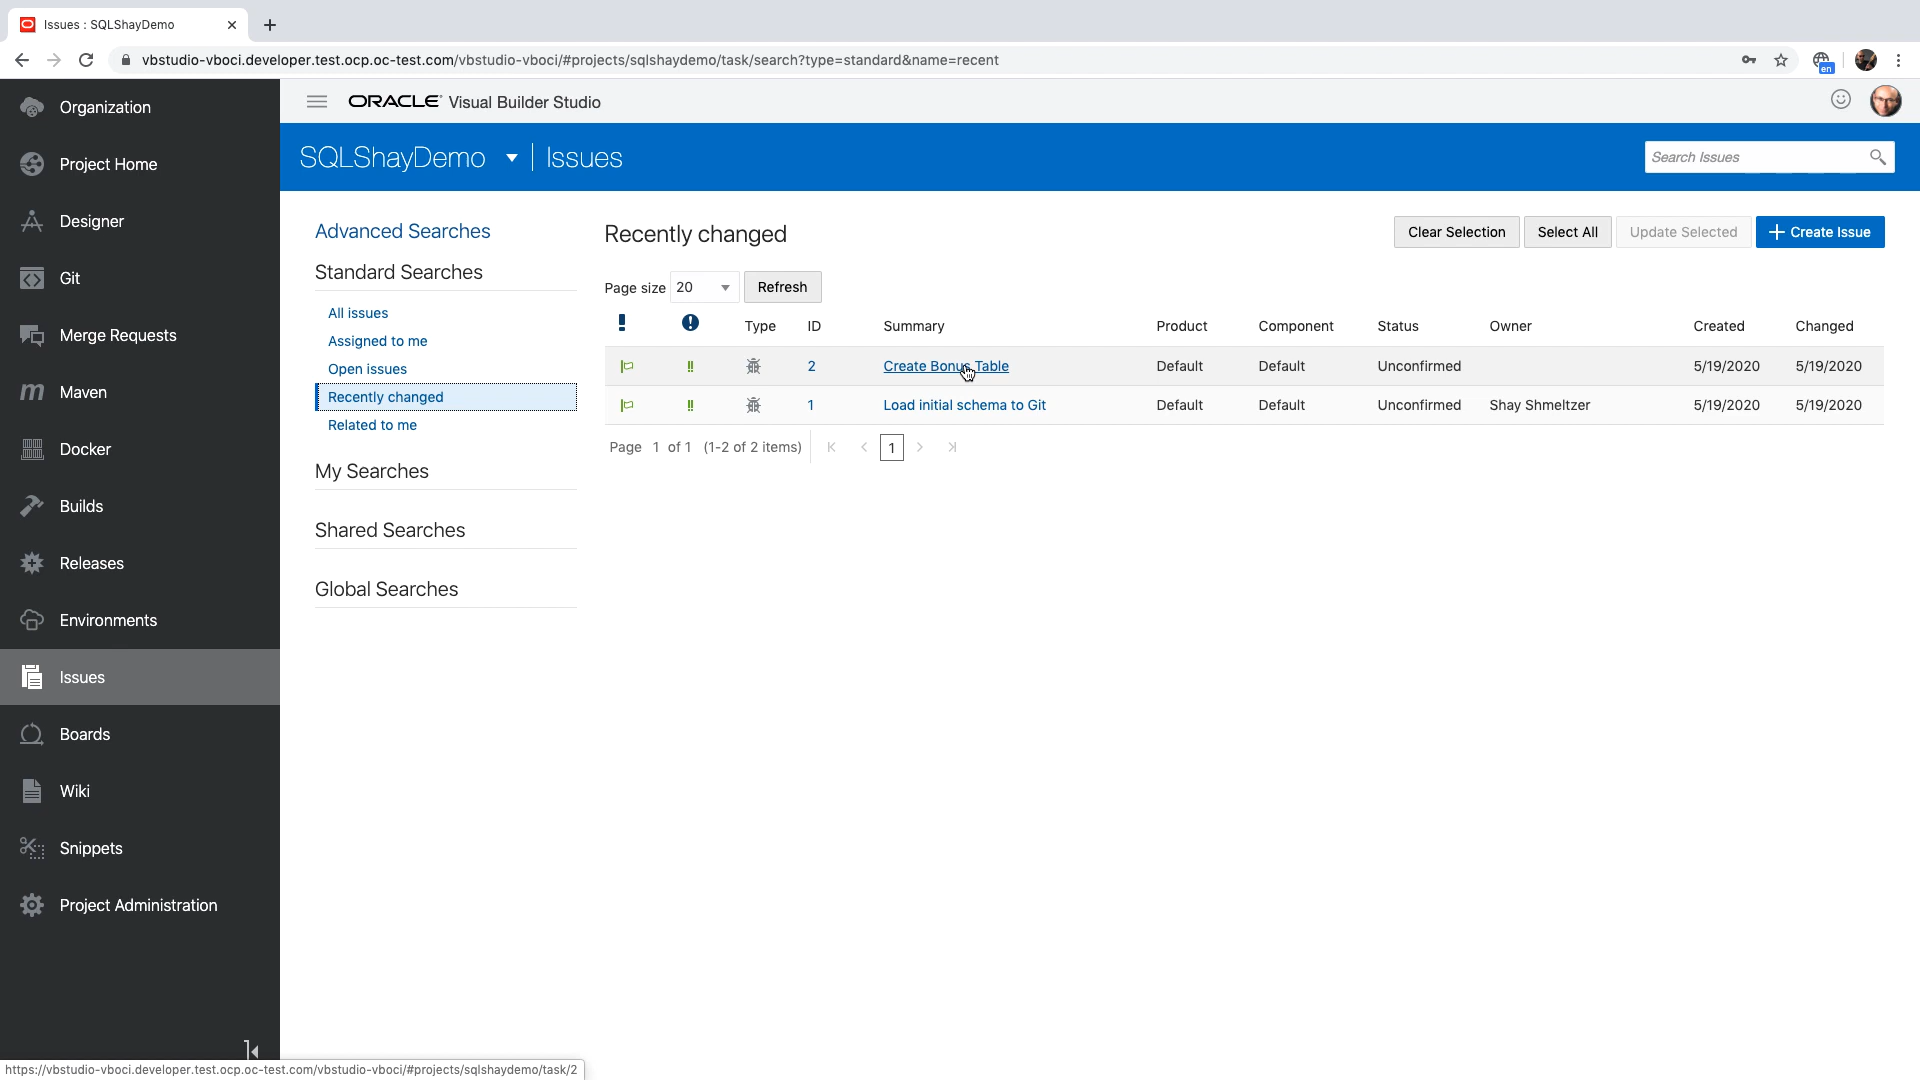 Issues : SQLShayDemo
vbstudio-vboci.developer.test.ocp.oc-test.com/vbstudio-vboci/#projects/sqlshaydemo/task/search?type=standard&name=recent
en
ORACLE Visual Builder Studio
SQLShayDemo Issues
Search Issues
Organization
Project Home
Designer
Git
Merge Requests
Maven
Docker
Builds
Releases
Environments
Issues
Boards
Wiki
Snippets
Project Administration
Advanced Searches
Standard Searches
All issues
Assigned to me
Open issues
Recently changed
Related to me
My Searches
Shared Searches
Global Searches
Recently changed
Clear Selection Select All Update Selected + Create Issue
Page size 20 Refresh
Type ID Summary Product Component Status Owner Created Changed
2 Create Bonus Table Default Default Unconfirmed 5/19/2020 5/19/2020
1 Load initial schema to Git Default Default Unconfirmed Shay Shmeltzer 5/19/2020 5/19/2020
Page 1 of 1 (1-2 of 2 items) 1
https://vbstudio-vboci.developer.test.ocp.oc-test.com/vbstudio-vboci/#projects/sqlshaydemo/task/2